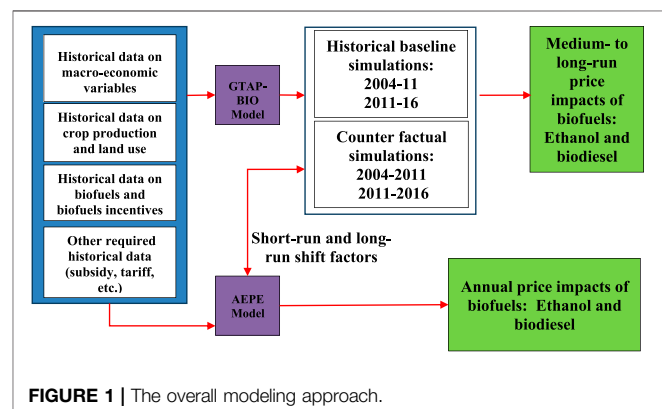 Historical data on
macro-economic
variables
Historical data on
crop production
and land use
Historical data on
biofuels and
biofuels incentives
Other required
historical data
(subsidy, tariff,
etc.)
GTAP-
BIO
Model
Historical baseline
simulations:
2004-11
2011-16
Counter factual
simulations:
2004-2011
2011-2016
Medium- to
long-run
price
impacts of
biofuels:
Ethanol and
biodiesel
Short-run and long-
run shift factors
AEPE
Model
Annual price impacts of
biofuels: Ethanol and
biodiesel
FIGURE 1 | The overall modeling approach.